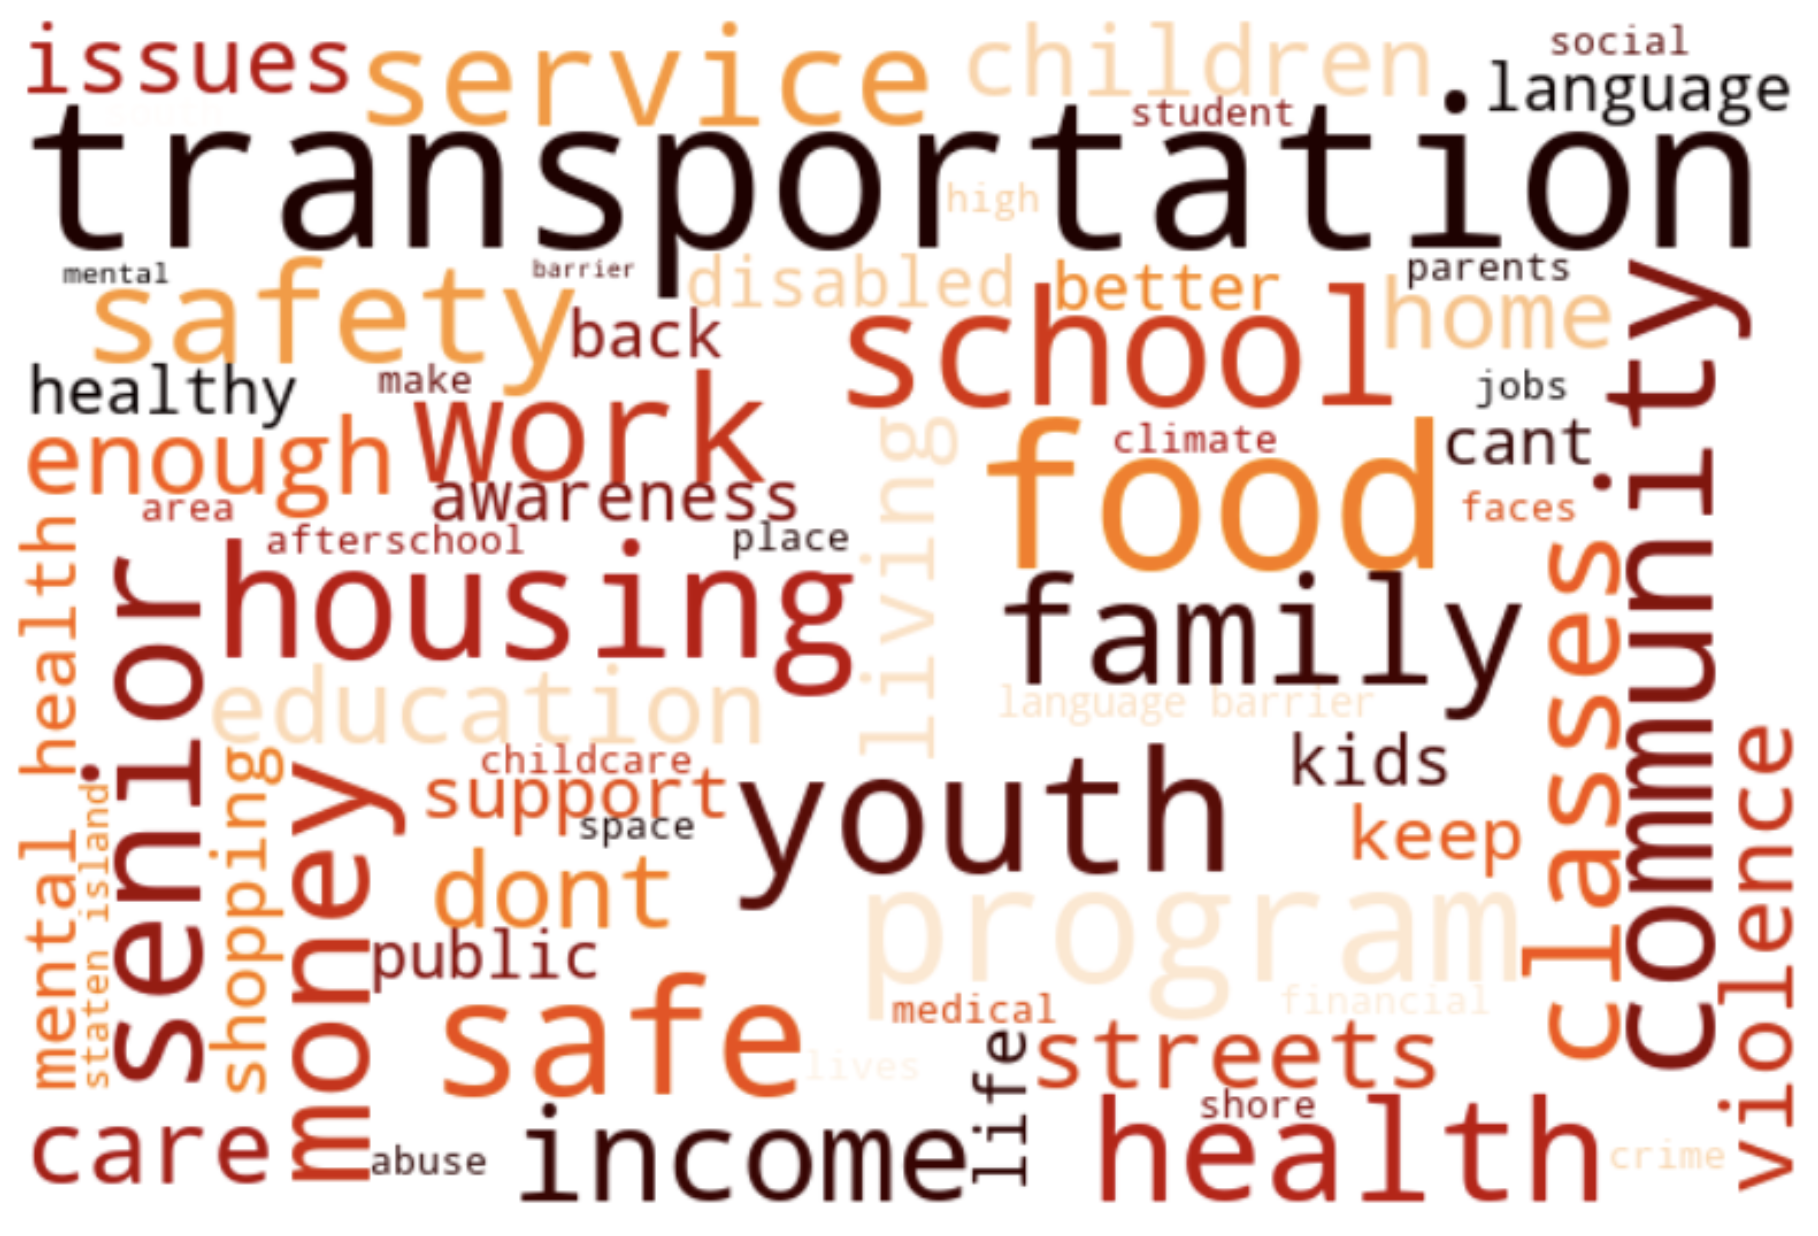 issues
service
children
social
language
south
student
transportation
high
mental
barrier
disabled
better
parents
safety
back
school
home
community
healthy
make
work
jobs
enough
living
food
climate
cant
awareness
area
afterschool
place
faces
mental health
senior
housing
family
classes
education
language barrier
shopping
money
childcare
support
space
youth
kids
keep
violence
staten island
dont
program
public
safe
medical
financial
lives
life
streets
care
abuse
income
shore
health
crime